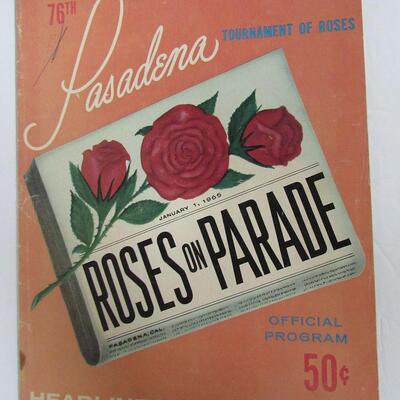 76TH
Pasadena
TOURNAMENT OF ROSES
JANUARY 1, 1965
ROSES ON PARADE
PASADENA, CAL.
OFFICIAL
PROGRAM
50¢